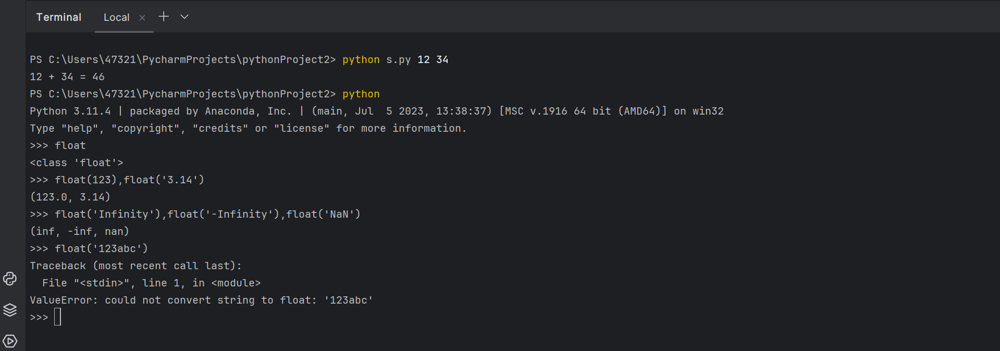 Terminal Local
PS C:\Users\47321\PycharmProjects\pythonProject2> python s.py 12 34
12 + 34 = 46
PS C:\Users\47321\PycharmProjects\pythonProject2> python
Python 3.11.4 | packaged by Anaconda, Inc. | (main, Jul  5 2023, 13:38:37) [MSC v.1916 64 bit (AMD64)] on win32
Type "help", "copyright", "credits" or "license" for more information.
>>> float
<class 'float'>
>>> float(123),float('3.14')
(123.0, 3.14)
>>> float('Infinity'),float('-Infinity'),float('NaN')
(inf, -inf, nan)
>>> float('123abc')
Traceback (most recent call last):
  File "<stdin>", line 1, in <module>
ValueError: could not convert string to float: '123abc'
>>>